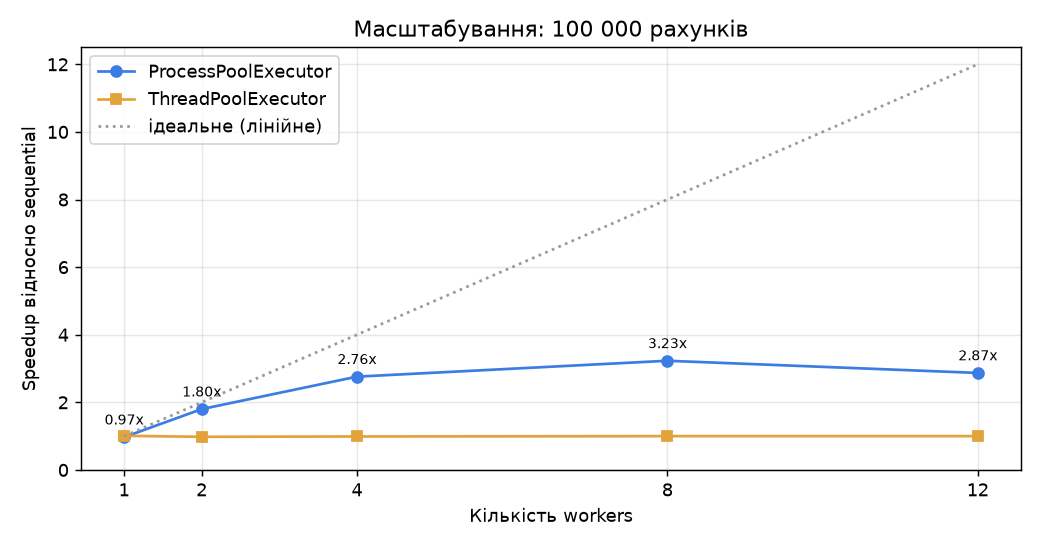 Масштабування: 100 000 рахунків
ProcessPoolExecutor
ThreadPoolExecutor
ідеальне (лінійне)
Speedup відносно sequential
12
10
8
6
4
2
0
0.97x
1.80x
2.76x
3.23x
2.87x
1
2
4
8
12
Кількість workers